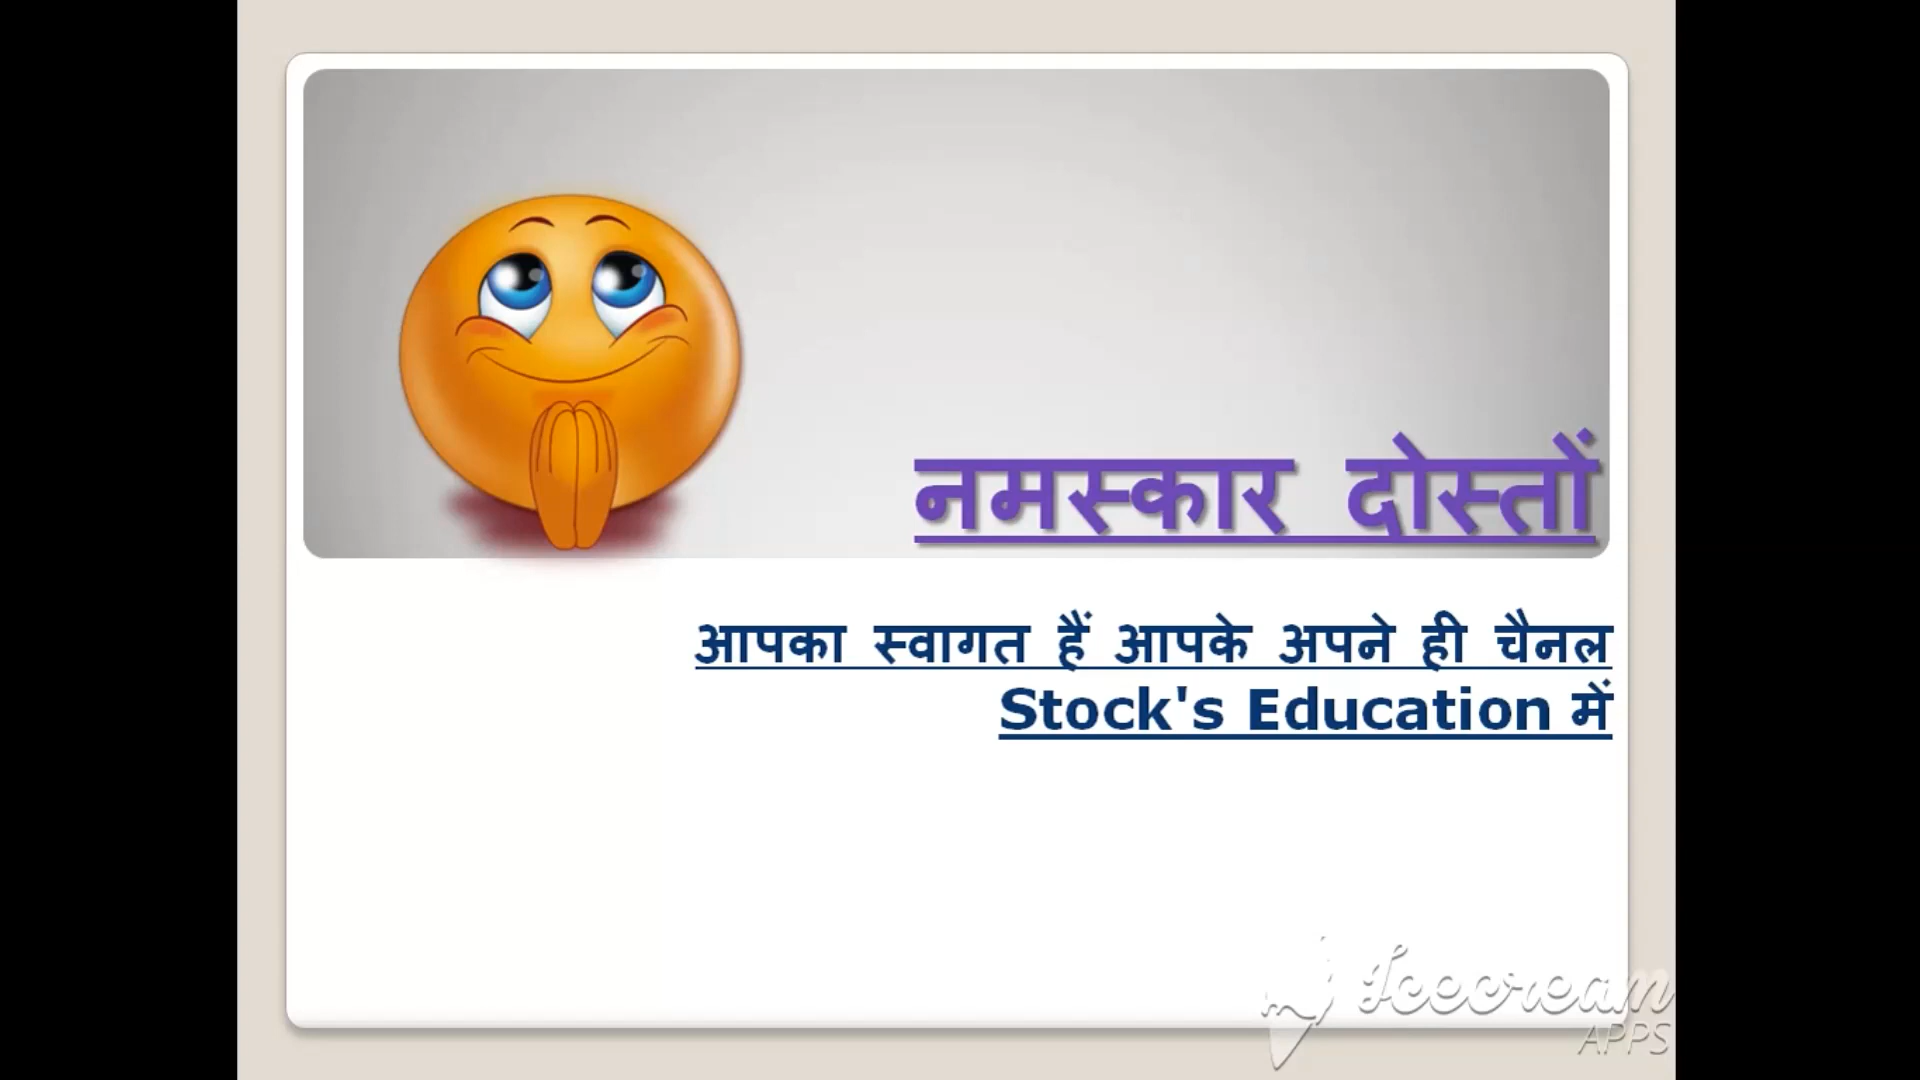 नमस्कार दोस्तों
आपका स्वागत हैं आपके अपने ही चैनल
Stock's Education में
Icecream
APPS